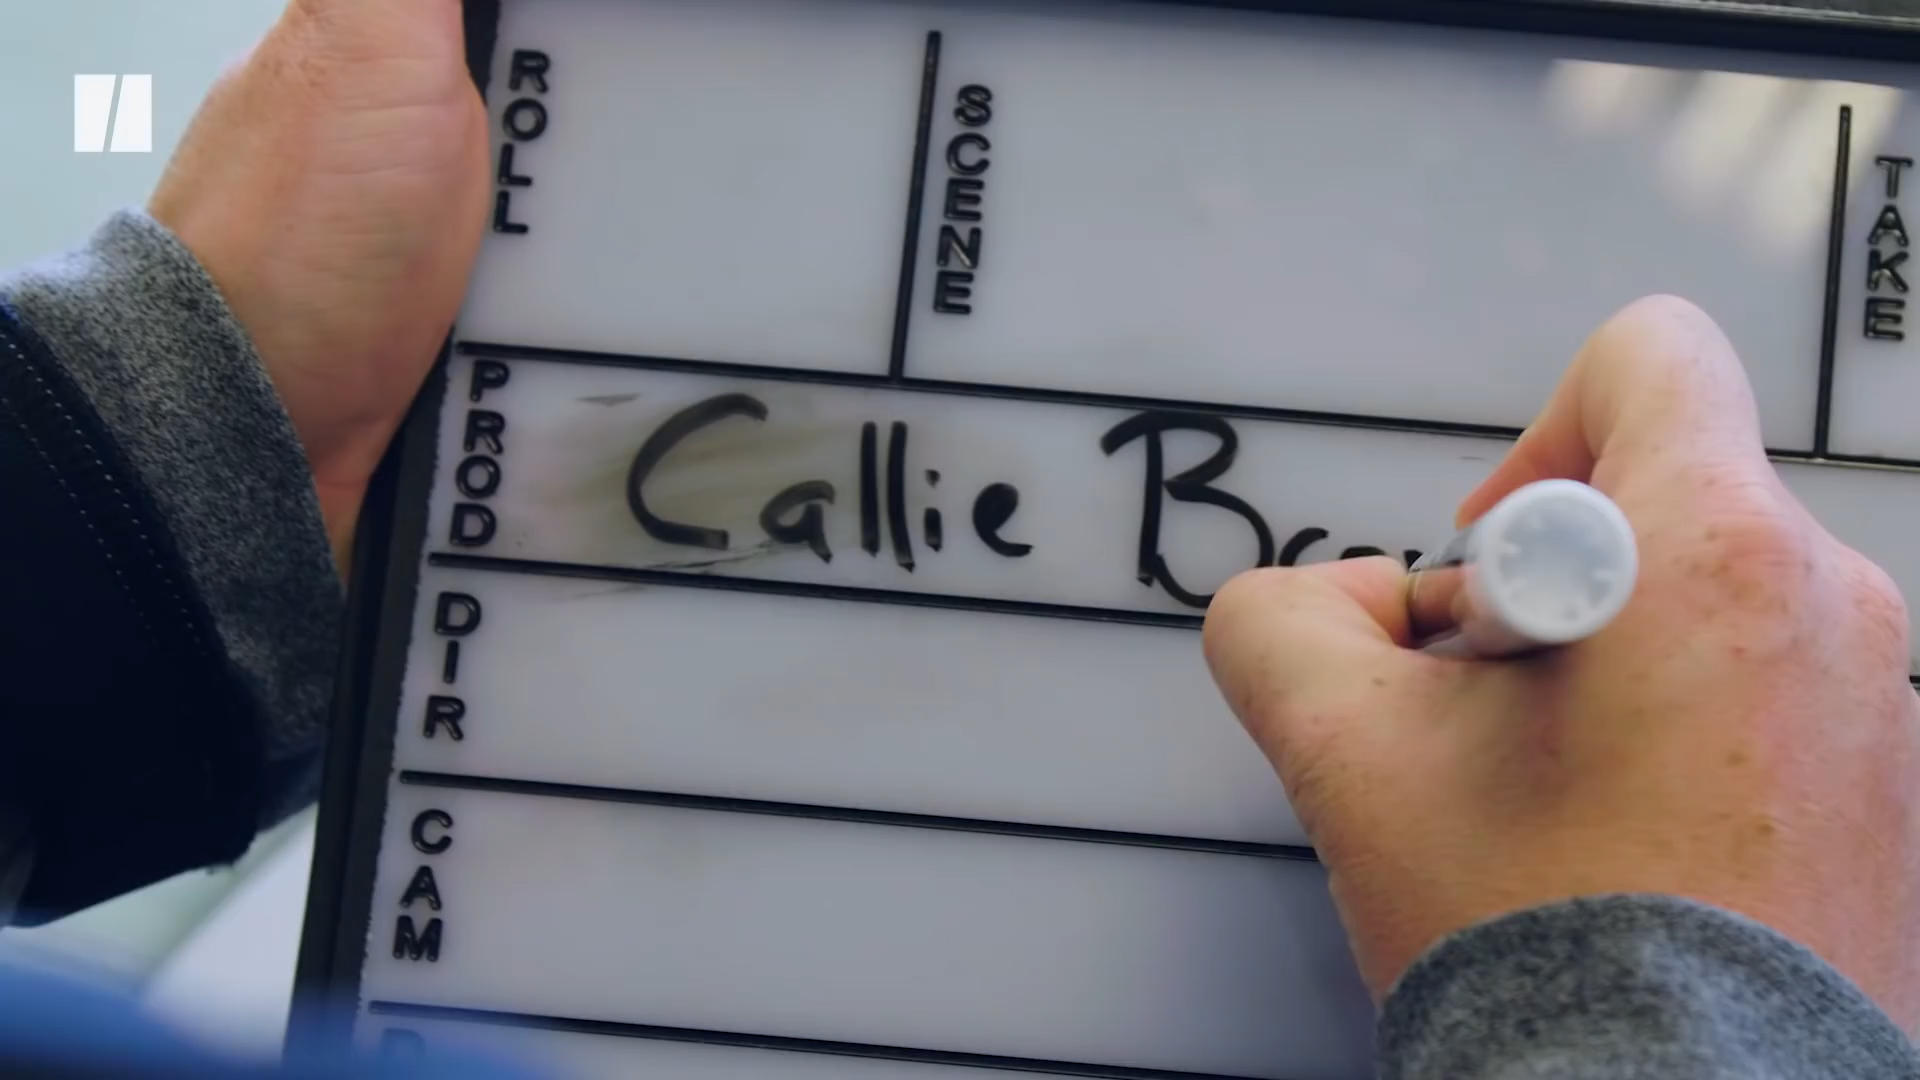 ROLL
SCENE
TAKE
PROD
Callie
DIR
CAM